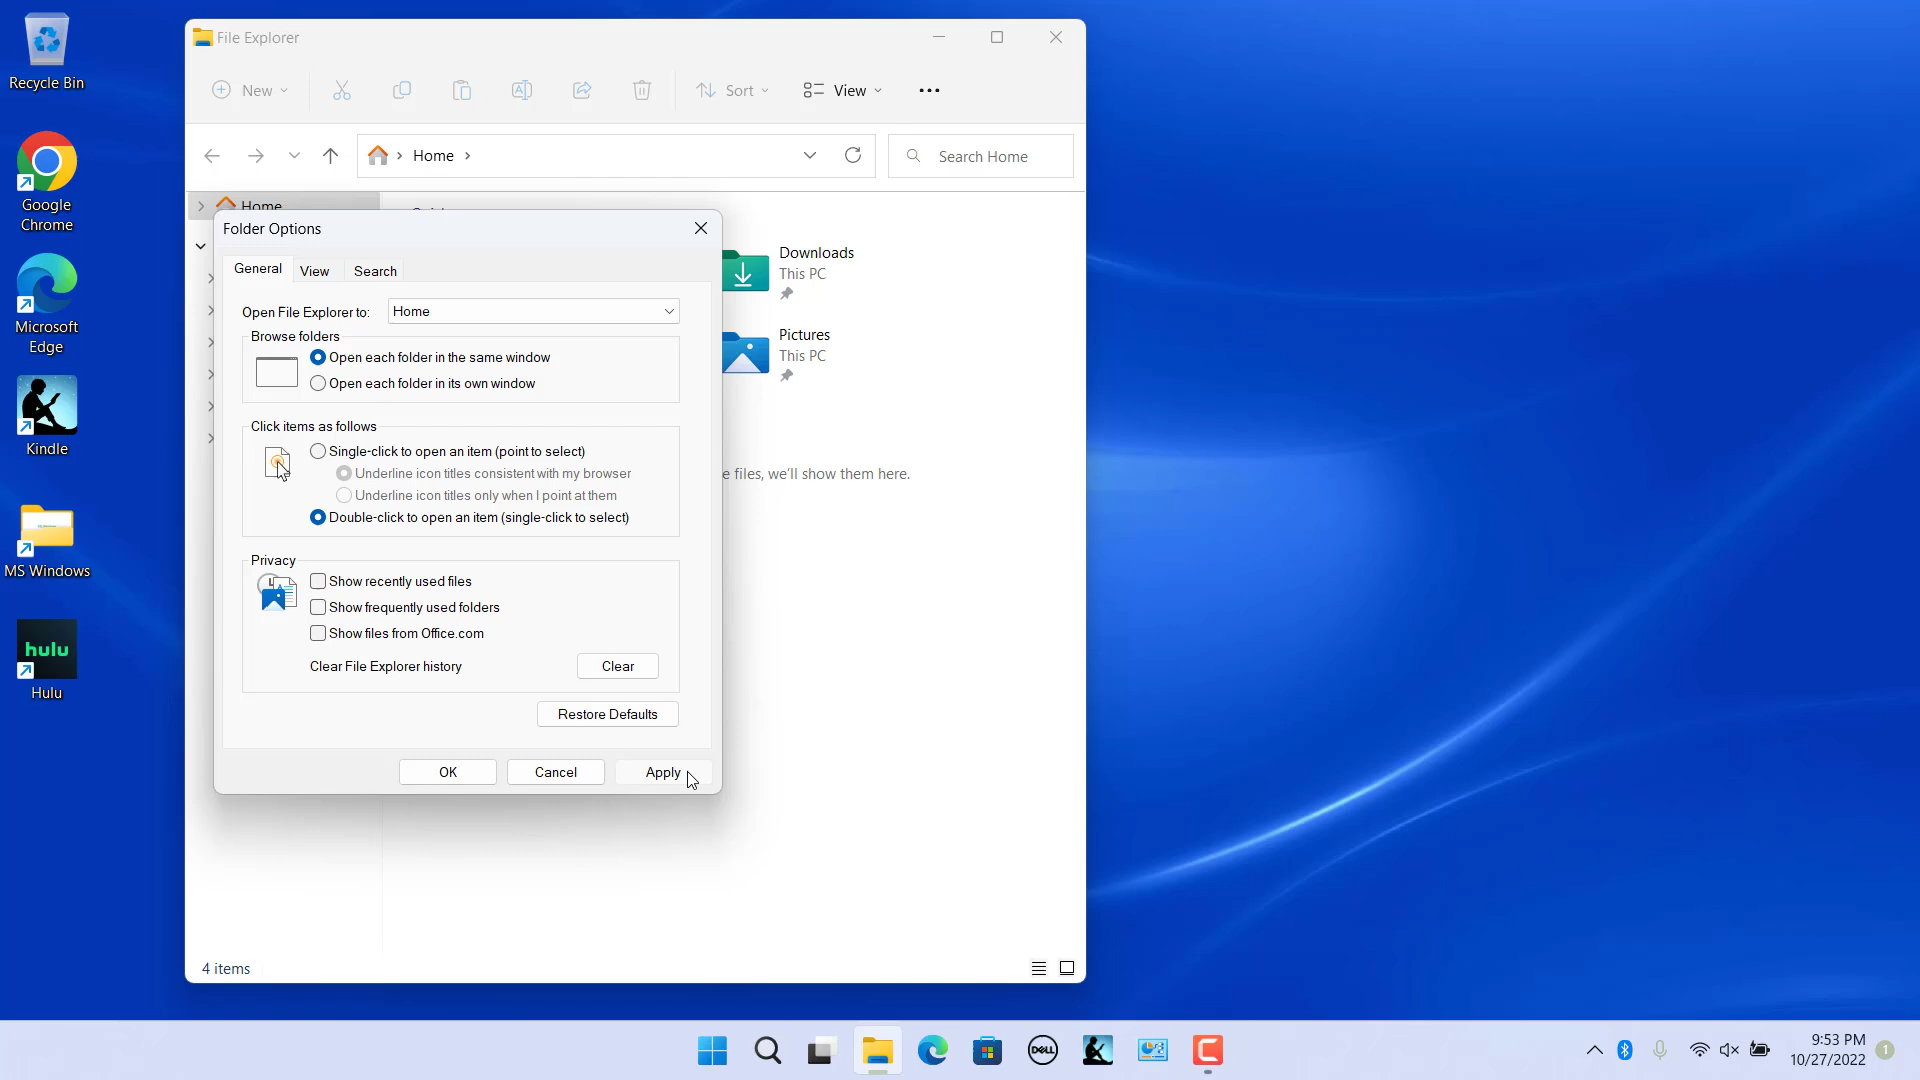 Recycle Bin
Google
Chrome
Microsoft
Edge
Kindle
MS Windows
hulu
Hulu
File Explorer
New
Sort
View
Home
Search Home
Home
Folder Options
General
View
Search
Open File Explorer to:
Home
Browse folders
Open each folder in the same window
Open each folder in its own window
Click items as follows
Single-click to open an item (point to select)
Underline icon titles consistent with my browser
Underline icon titles only when I point at them
Double-click to open an item (single-click to select)
Privacy
Show recently used files
Show frequently used folders
Show files from Office.com
Clear File Explorer history
Clear
Restore Defaults
OK
Cancel
Apply
Downloads
This PC
Pictures
This PC
e files, we'll show them here.
4 items
DELL
9:53 PM
10/27/2022
1